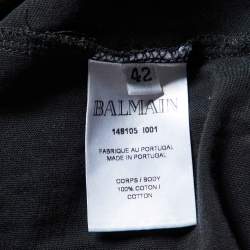 42
BALMAIN
148105 I001
FABRIQUE AU PORTUGAL
MADE IN PORTUGAL
CORPS / BODY
100% COTON /
COTTON